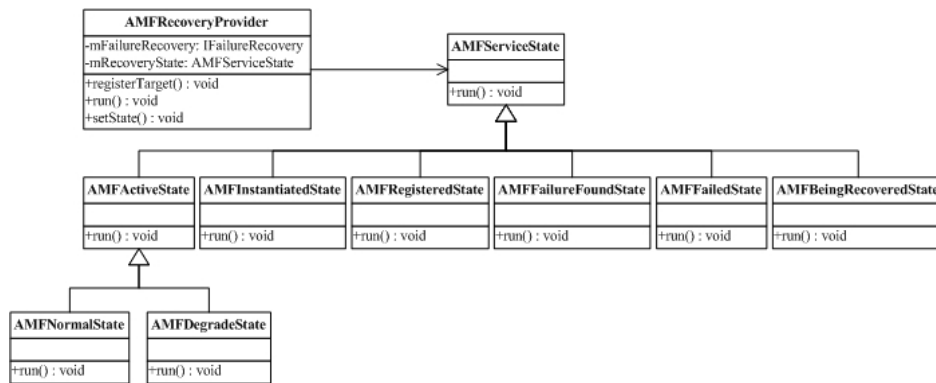 AMFRecoveryProvider
-mFailureRecovery: IFailureRecovery
-mRecoveryState: AMFServiceState
+registerTarget() : void
+run() : void
+setState() : void
AMFServiceState
+run() : void
AMFActiveState
+run() : void
AMFInstantiatedState
+run() : void
AMFRegisteredState
+run() : void
AMFFailureFoundState
+run() : void
AMFFailedState
+run() : void
AMFBeingRecoveredState
+run() : void
AMFNormalState
+run() : void
AMFDegradeState
+run() : void